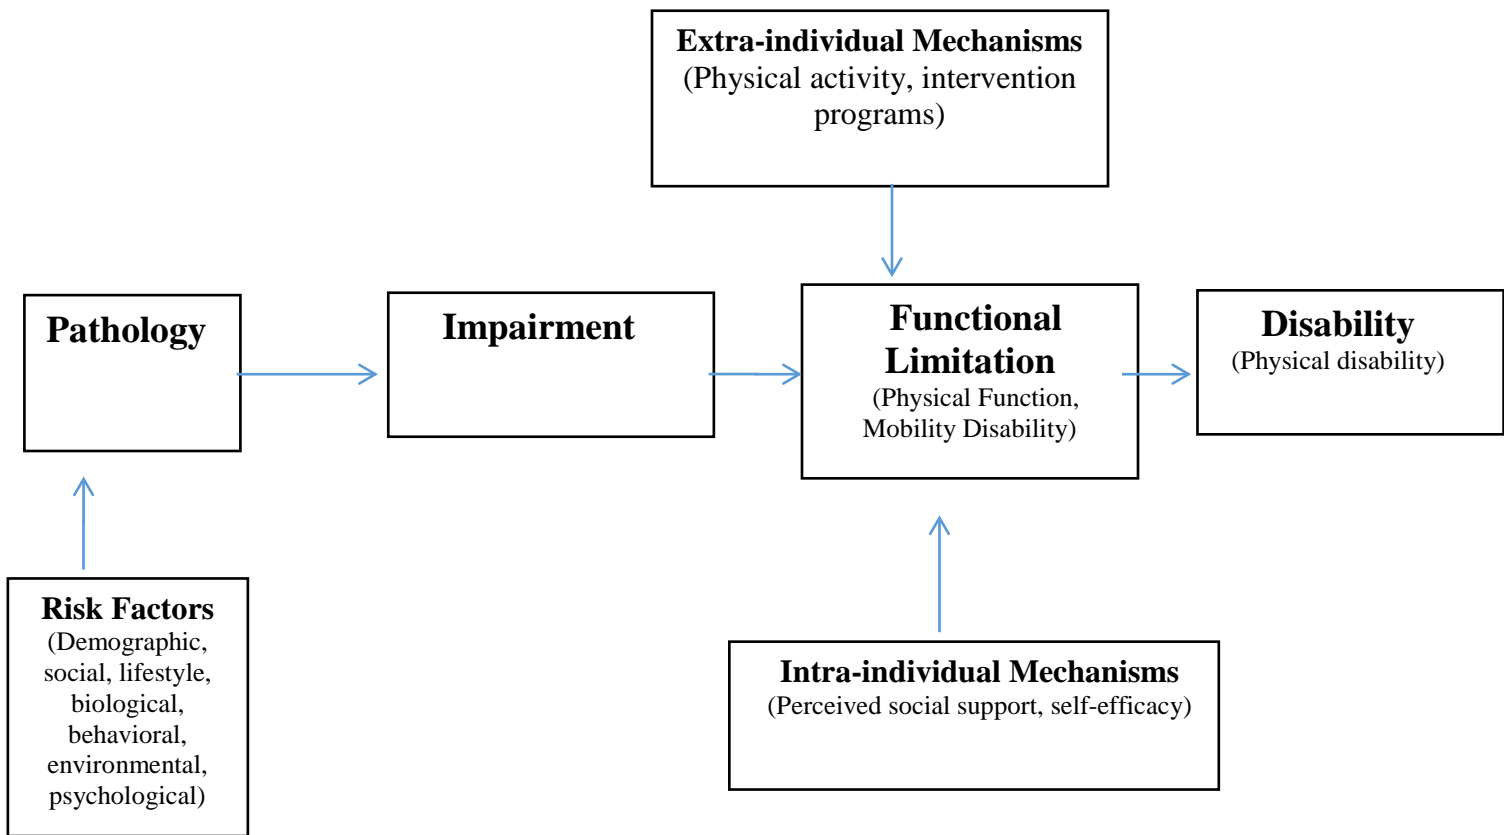 Extra-individual Mechanisms
(Physical activity, intervention
programs)
Pathology
Impairment
Functional
Limitation
(Physical Function,
Mobility Disability)
Disability
(Physical disability)
Risk Factors
(Demographic,
social, lifestyle,
biological,
behavioral,
environmental,
psychological)
Intra-individual Mechanisms
(Perceived social support, self-efficacy)